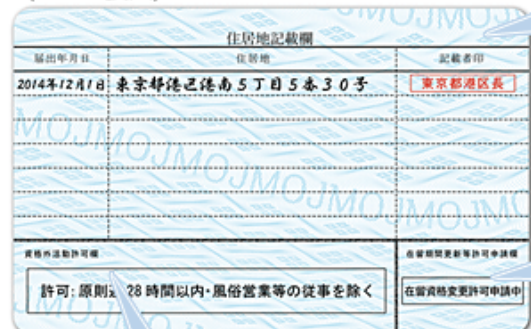 住居地記載欄
届出年月日 住居地 記載者印
2014年12月1日 東京都港区港南5丁目5番30号 東京都港区長
資格外活動許可欄 在留期間更新等許可申請欄
許可:原則 28時間以内・風俗営業等の従事を除く 在留資格変更許可申請中
MOJMOJMOJMOJMOJ